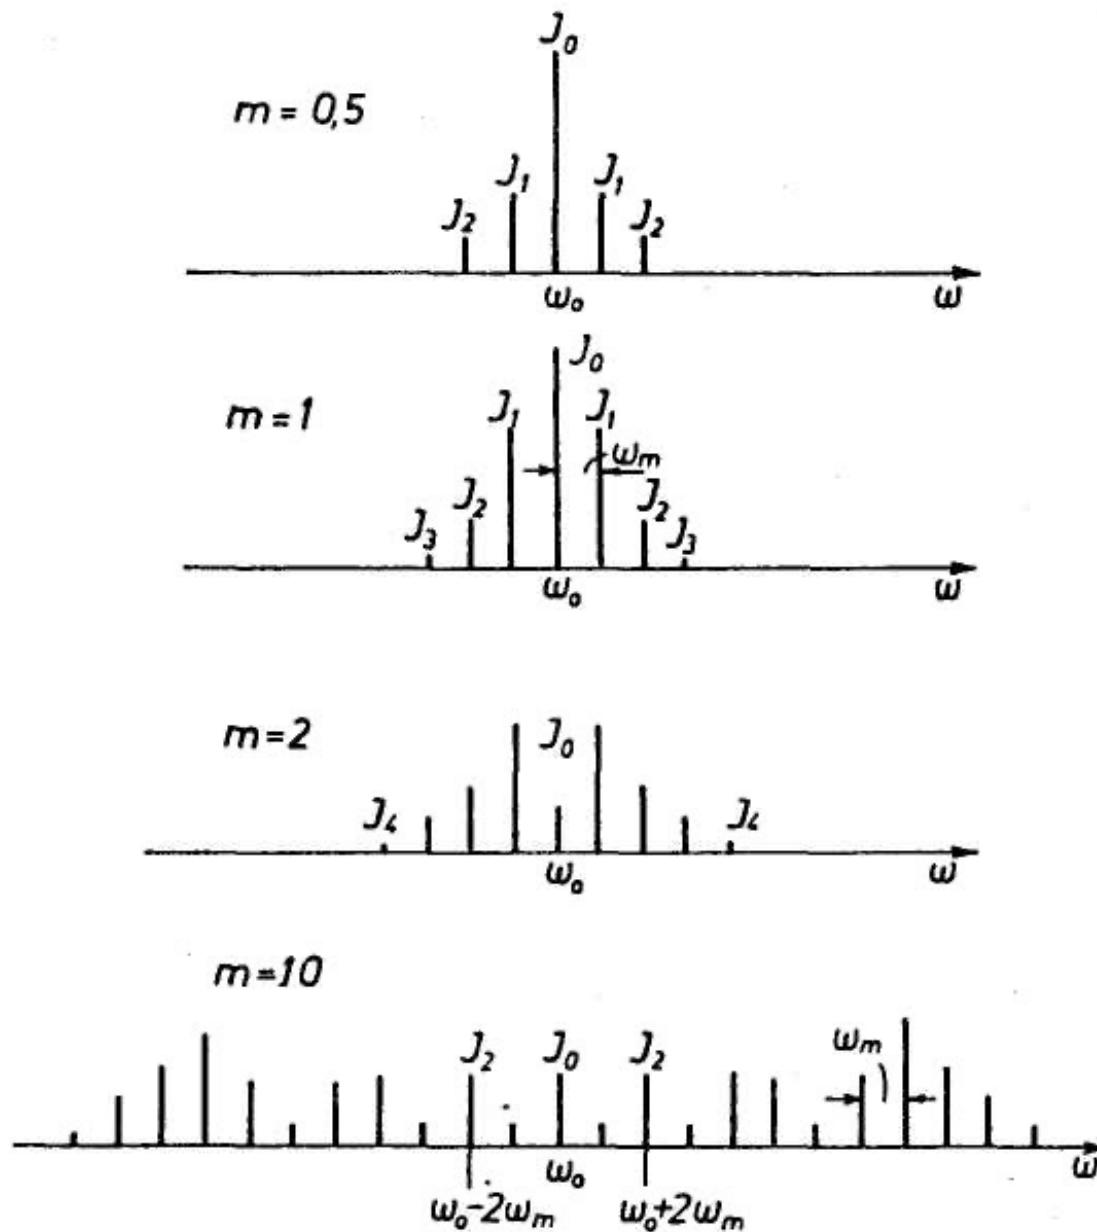 J₀
m = 0,5
J₁ J₁
J₂ J₂
ω₀ ω
J₀
m = 1
J₁ J₁
ωₘ
J₂ J₂
J₃ J₃
ω₀ ω
m = 2
J₀
J₄ J₄
ω₀ ω
m = 10
J₂ J₀ J₂ ωₘ
ω₀ ω
ω₀-2ωₘ ω₀+2ωₘ